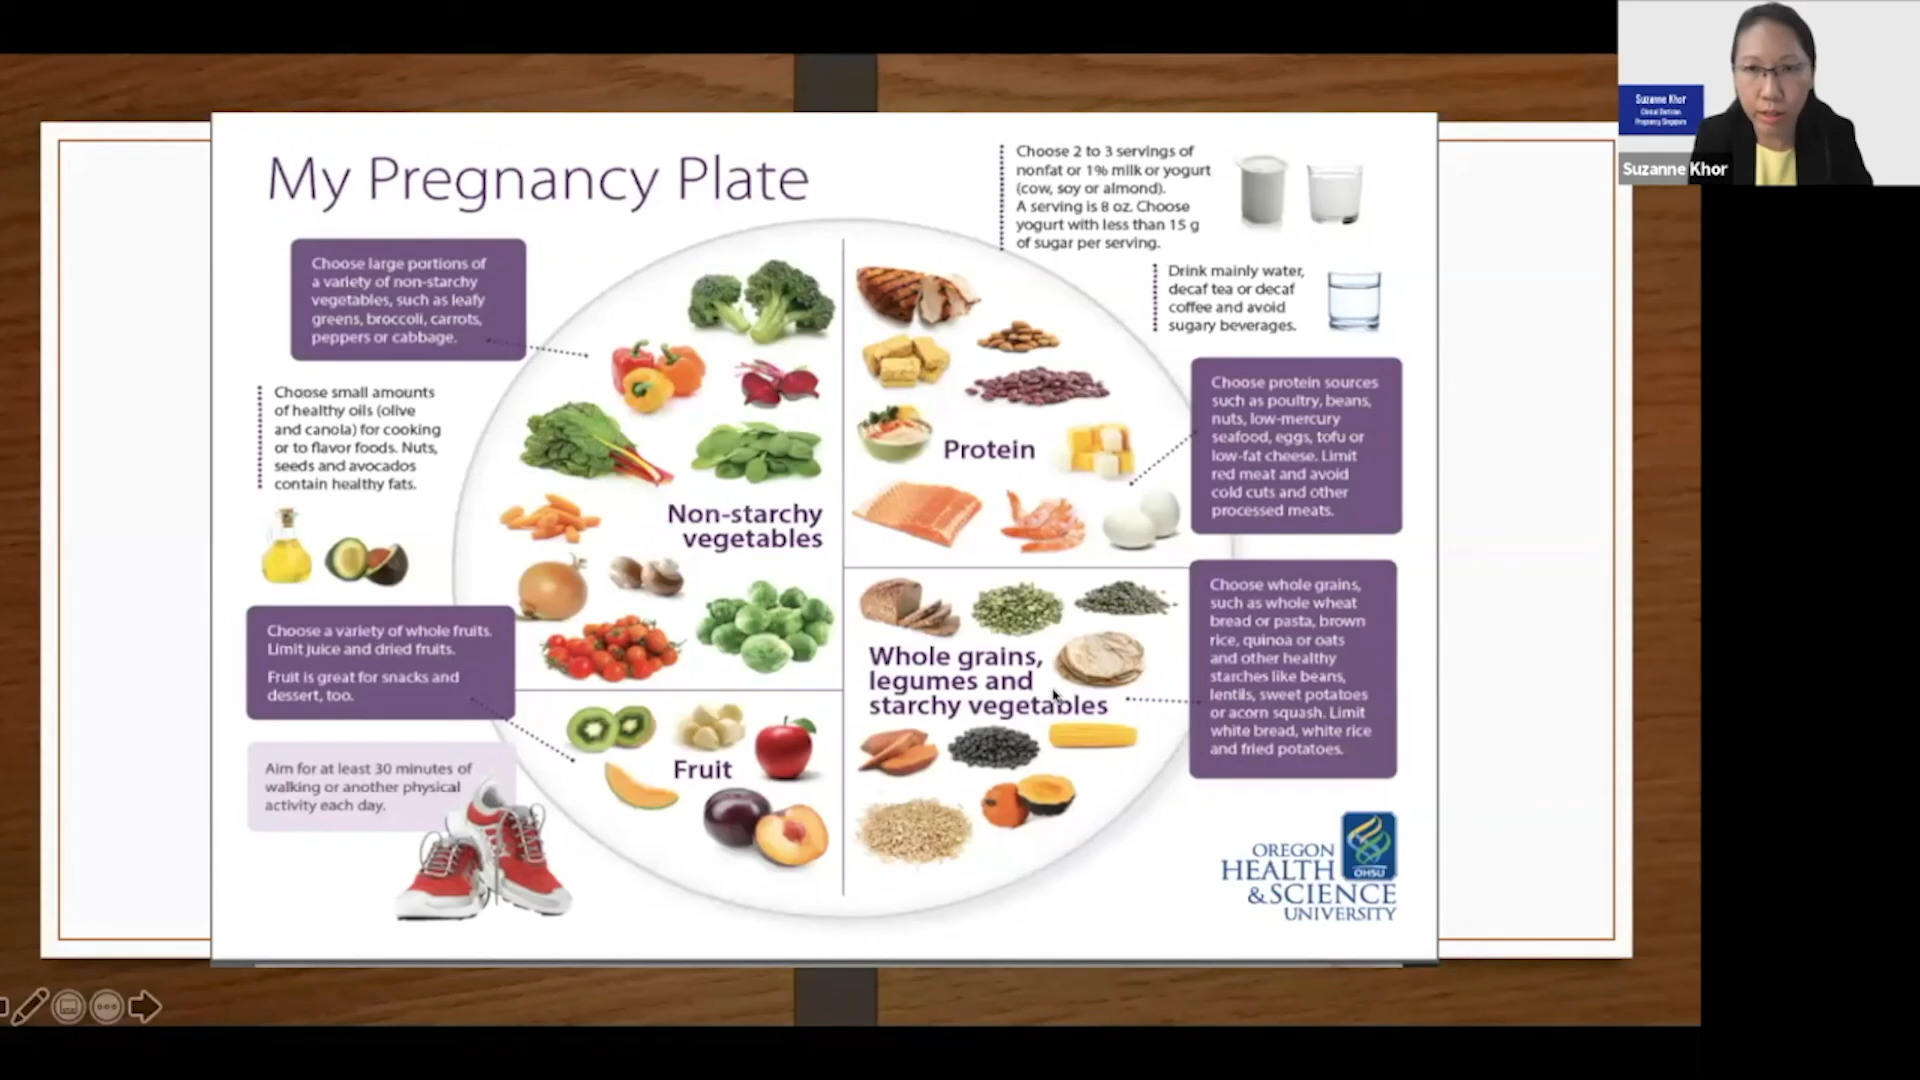 My Pregnancy Plate
Choose 2 to 3 servings of
nonfat or 1% milk or yogurt
(cow, soy or almond).
A serving is 8 oz. Choose
yogurt with less than 15 g
of sugar per serving.
Drink mainly water,
decaf tea or decaf
coffee and avoid
sugary beverages.
Choose large portions of
a variety of non-starchy
vegetables, such as leafy
greens, broccoli, carrots,
peppers or cabbage.
Choose small amounts
of healthy oils (olive
and canola) for cooking
or to flavor foods. Nuts,
seeds and avocados
contain healthy fats.
Non-starchy
vegetables
Protein
Choose protein sources
such as poultry, beans,
nuts, low-mercury
seafood, eggs, tofu or
low-fat cheese. Limit
red meat and avoid
cold cuts and other
processed meats.
Choose a variety of whole fruits.
Limit juice and dried fruits.
Fruit is great for snacks and
dessert, too.
Fruit
Whole grains,
legumes and
starchy vegetables
Choose whole grains,
such as whole wheat
bread or pasta, brown
rice, quinoa or oats
and other healthy
starches like beans,
lentils, sweet potatoes
or acorn squash. Limit
white bread, white rice
and fried potatoes.
Aim for at least 30 minutes of
walking or another physical
activity each day.
OHSU
OREGON
HEALTH
&SCIENCE
UNIVERSITY
Suzanne Khor
Clinical Dietitian
Pregnancy Singapore
Suzanne Khor